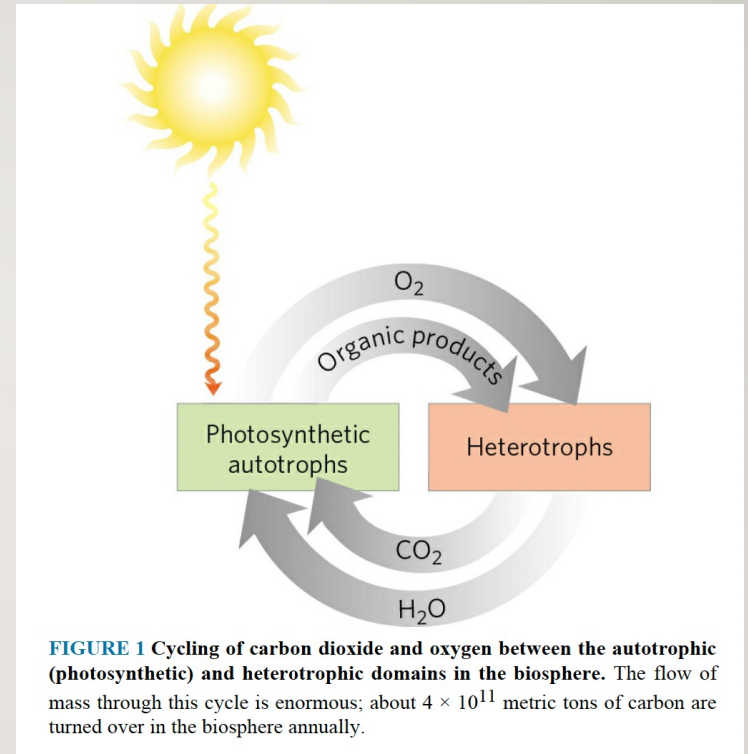 O₂
Organic products
Photosynthetic
autotrophs
Heterotrophs
CO₂
H₂O
FIGURE 1 Cycling of carbon dioxide and oxygen between the autotrophic
(photosynthetic) and heterotrophic domains in the biosphere. The flow of
mass through this cycle is enormous; about 4 × 10¹¹ metric tons of carbon are
turned over in the biosphere annually.